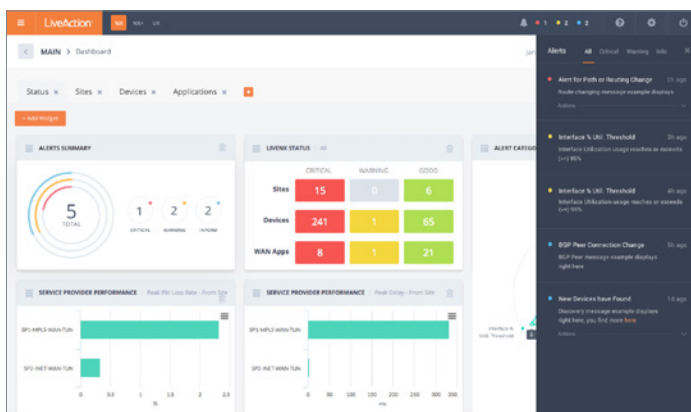 LiveAction
NX NX+ UX
1 2 2
MAIN > Dashboard
Status × Sites × Devices × Applications ×
+ Add Widget
ALERTS SUMMARY
5
TOTAL
1 2 2
CRITICAL WARNING INFORM
LIVENX STATUS | All
CRITICAL WARNING GOOD
Sites 15 0 6
Devices 241 1 65
WAN Apps 8 1 21
ALERT CATEGO
Interface %
Util. Threshold
SERVICE PROVIDER PERFORMANCE | Peak Pkt Loss Rate - From Site
SP1-MPLS-WAN-TUN
SP2-INET-WAN-TUN
0 0.5 1 1.5 2 2.5
%
SERVICE PROVIDER PERFORMANCE | Peak Delay - From Site
SP1-MPLS-WAN-TUN
SP2-INET-WAN-TUN
0 50 100 150 200 250 300 350
ms
Alerts All Critical Warning Info ×
Alert for Path or Routing Change 2h ago
Route changing message example displays
Actions
Interface % Util. Threshold 3h ago
Interface Utilization usage reaches or exceeds
Interface % Util. Threshold 4h ago
Interface Utilization usage reaches or exceeds
BGP Peer Connection Change 5h ago
BGP Peer message example displays
right here
New Devices have Found 1d ago
Discovery message example displays
right here, you find more here
Actions